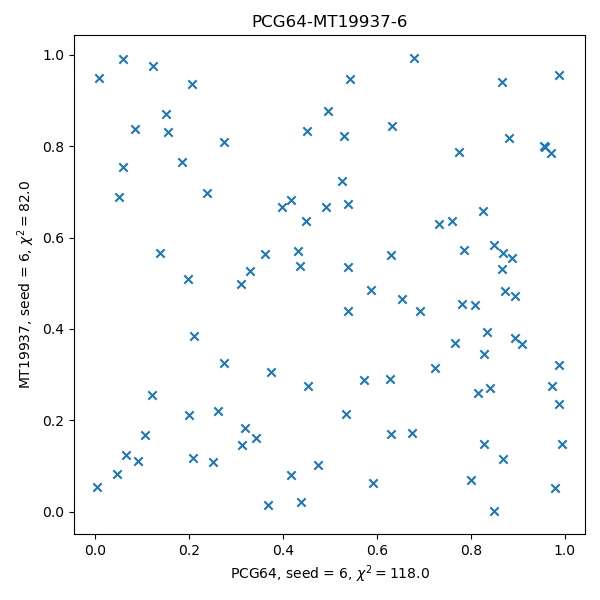 PCG64-MT19937-6
1.0
0.8
0.6
0.4
0.2
0.0
MT19937, seed = 6, χ² = 82.0
0.0 0.2 0.4 0.6 0.8 1.0
PCG64, seed = 6, χ² = 118.0